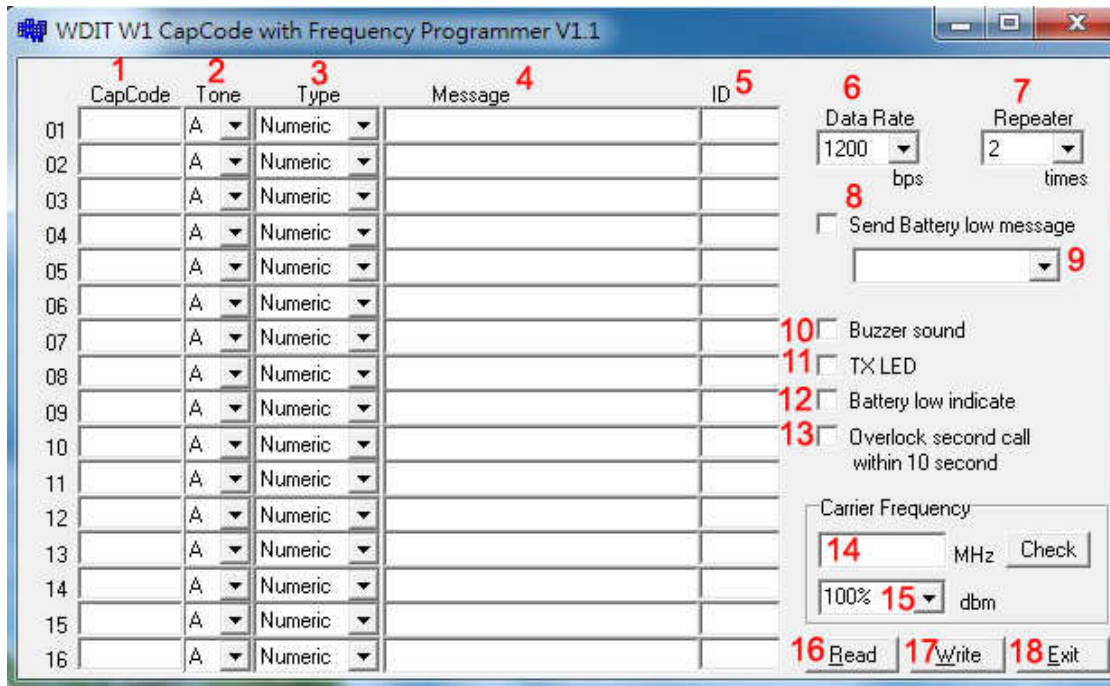 WDIT W1 CapCode with Frequency Programmer V1.1
1 2 3 4 5
CapCode Tone Type Message ID
01 A Numeric
02 A Numeric
03 A Numeric
04 A Numeric
05 A Numeric
06 A Numeric
07 A Numeric
08 A Numeric
09 A Numeric
10 A Numeric
11 A Numeric
12 A Numeric
13 A Numeric
14 A Numeric
15 A Numeric
16 A Numeric
6 7
Data Rate Repeater
1200 2
bps times
8
Send Battery low message
9
10 Buzzer sound
11 TX LED
12 Battery low indicate
13 Overlock second call
within 10 second
Carrier Frequency
14 MHz Check
100% 15 dbm
16 Read 17 Write 18 Exit